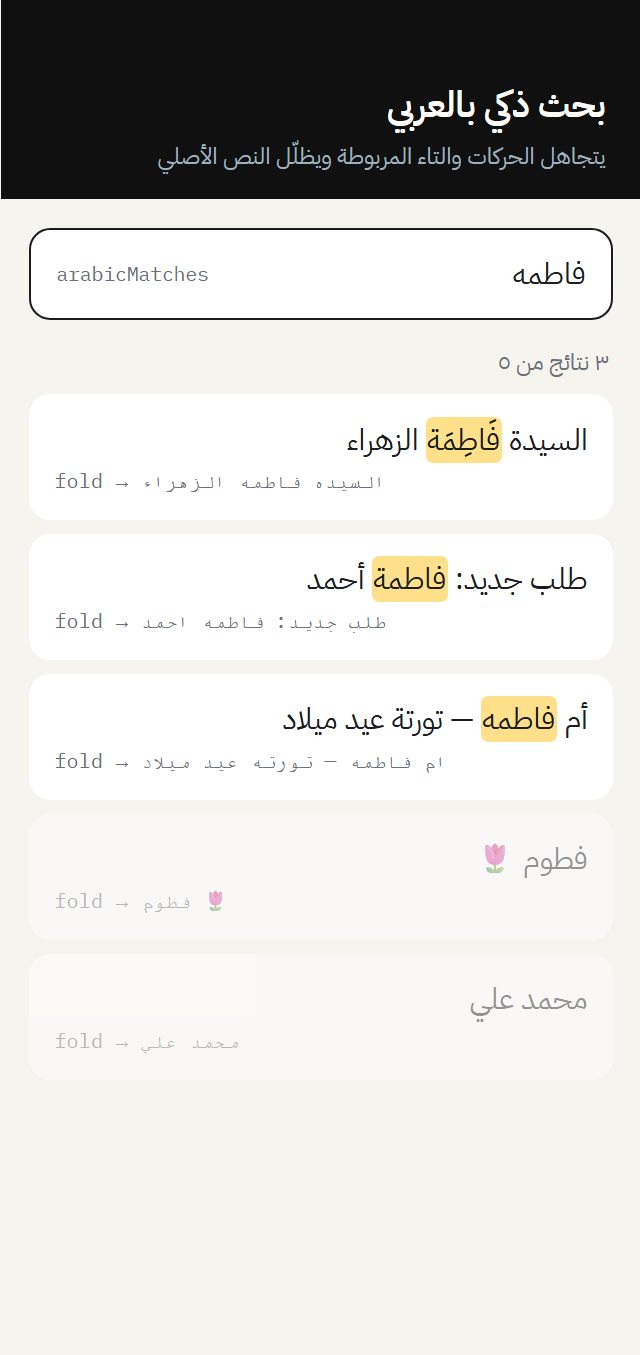 بحث ذكي بالعربي
يتجاهل الحركات والتاء المربوطة ويظلّل النص الأصلي
فاطمه arabicMatches
٣ نتائج من ٥
السيدة فَاطِمَة الزهراء
fold → السيده فاطمه الزهراء
طلب جديد: فاطمة أحمد
fold → طلب جديد: فاطمه احمد
أم فاطمه — تورتة عيد ميلاد
fold → ام فاطمه — تورته عيد ميلاد
فطوم 🌷
fold → فطوم 🌷
محمد علي
fold → محمد علي